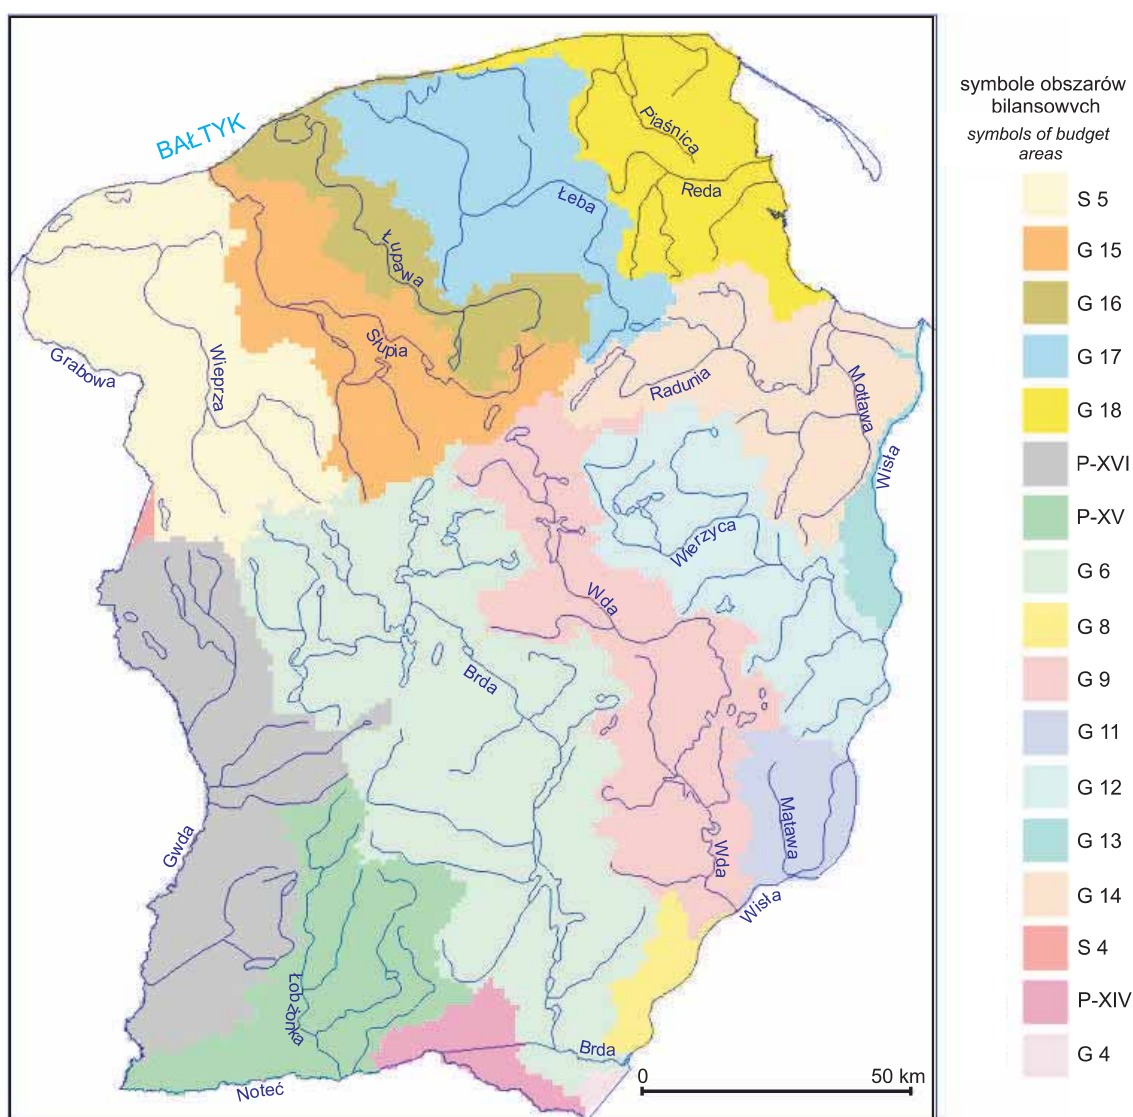 BAŁTYK
Piaśnica
Reda
Łeba
Łupawa
Słupia
Wieprza
Grabowa
Radunia
Motława
Wisła
Wierzyca
Wda
Brda
Gwda
Mątawa
Wda
Wisła
Łobżonka
Brda
Noteć
0 50 km
symbole obszarów
bilansowvch
symbols of budget
areas
S 5
G 15
G 16
G 17
G 18
P-XVI
P-XV
G 6
G 8
G 9
G 11
G 12
G 13
G 14
S 4
P-XIV
G 4